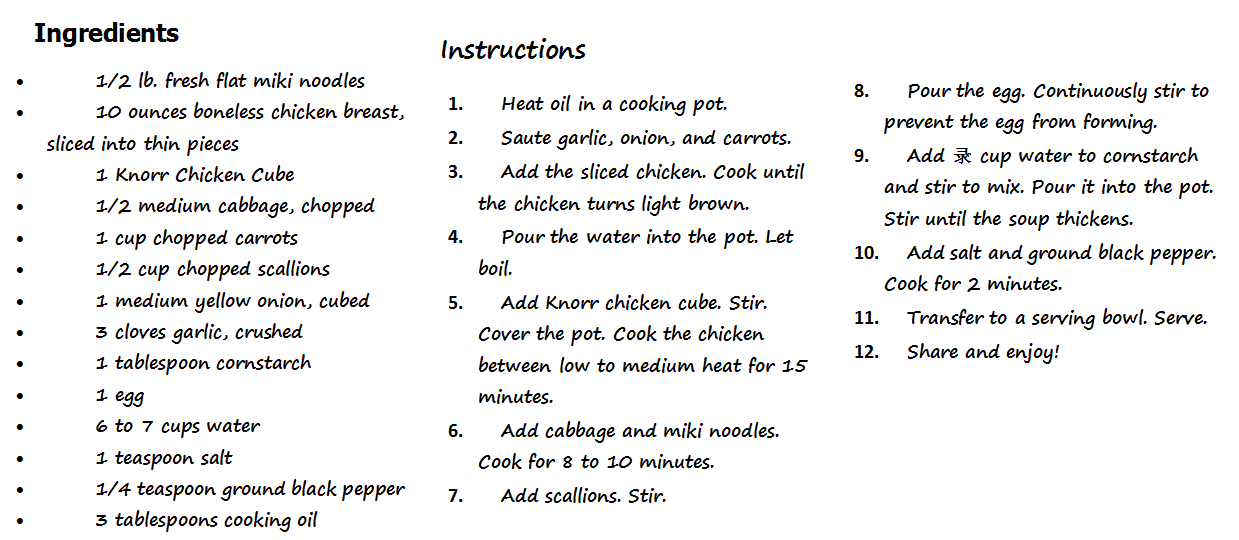 Ingredients
• 1/2 lb. fresh flat miki noodles
• 10 ounces boneless chicken breast,
sliced into thin pieces
• 1 Knorr Chicken Cube
• 1/2 medium cabbage, chopped
• 1 cup chopped carrots
• 1/2 cup chopped scallions
• 1 medium yellow onion, cubed
• 3 cloves garlic, crushed
• 1 tablespoon cornstarch
• 1 egg
• 6 to 7 cups water
• 1 teaspoon salt
• 1/4 teaspoon ground black pepper
• 3 tablespoons cooking oil
Instructions
1. Heat oil in a cooking pot.
2. Saute garlic, onion, and carrots.
3. Add the sliced chicken. Cook until
the chicken turns light brown.
4. Pour the water into the pot. Let
boil.
5. Add Knorr chicken cube. Stir.
Cover the pot. Cook the chicken
between low to medium heat for 15
minutes.
6. Add cabbage and miki noodles.
Cook for 8 to 10 minutes.
7. Add scallions. Stir.
8. Pour the egg. Continuously stir to
prevent the egg from forming.
9. Add 录 cup water to cornstarch
and stir to mix. Pour it into the pot.
Stir until the soup thickens.
10. Add salt and ground black pepper.
Cook for 2 minutes.
11. Transfer to a serving bowl. Serve.
12. Share and enjoy!